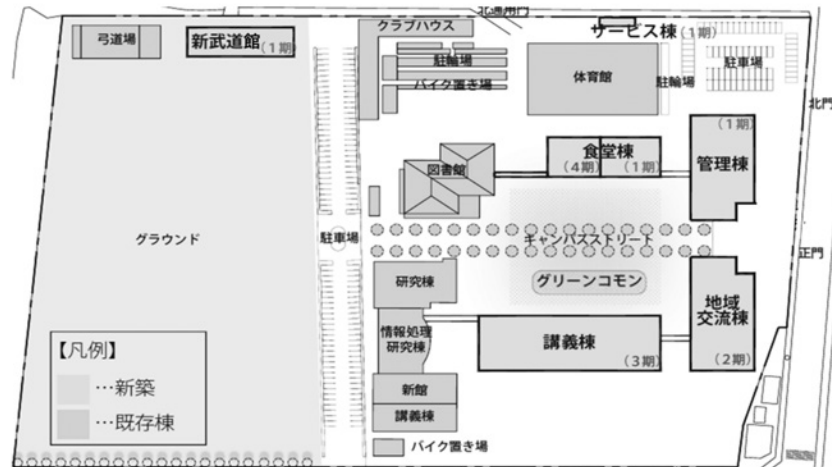 北通用門
弓道場
新武道館(1期)
クラブハウス
サービス棟(1期)
駐輪場
バイク置き場
体育館
駐輪場
駐車場
北門
(1期)
管理棟
食堂棟
(4期)
(1期)
図書館
グラウンド
駐車場
キャンパスストリート
正門
研究棟
グリーンコモン
地域
交流棟
(2期)
情報処理
研究棟
講義棟
(3期)
【凡例】
…新築
…既存棟
新館
講義棟
バイク置き場